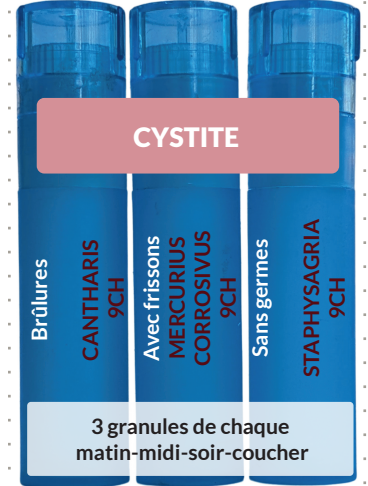 CYSTITE
Brûlures
CANTHARIS
9CH
Avec frissons
MERCURIUS
CORROSIVUS
9CH
Sans germes
STAPHYSAGRIA
9CH
3 granules de chaque
matin-midi-soir-coucher